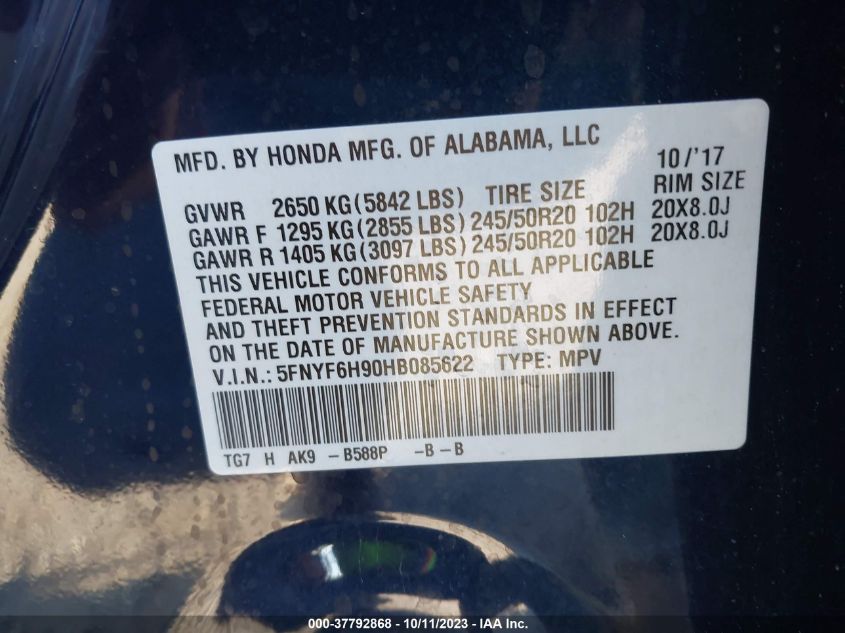 MFD. BY HONDA MFG. OF ALABAMA, LLC 10/'17
GVWR 2650 KG(5842 LBS) TIRE SIZE RIM SIZE
GAWR F 1295 KG(2855 LBS) 245/50R20 102H 20X8.0J
GAWR R 1405 KG(3097 LBS) 245/50R20 102H 20X8.0J
THIS VEHICLE CONFORMS TO ALL APPLICABLE
FEDERAL MOTOR VEHICLE SAFETY
AND THEFT PREVENTION STANDARDS IN EFFECT
ON THE DATE OF MANUFACTURE SHOWN ABOVE.
V.I.N.: 5FNYF6H90HB085622 TYPE: MPV
TG7 H AK9 -B588P -B -B
000-37792868 - 10/11/2023 - IAA Inc.